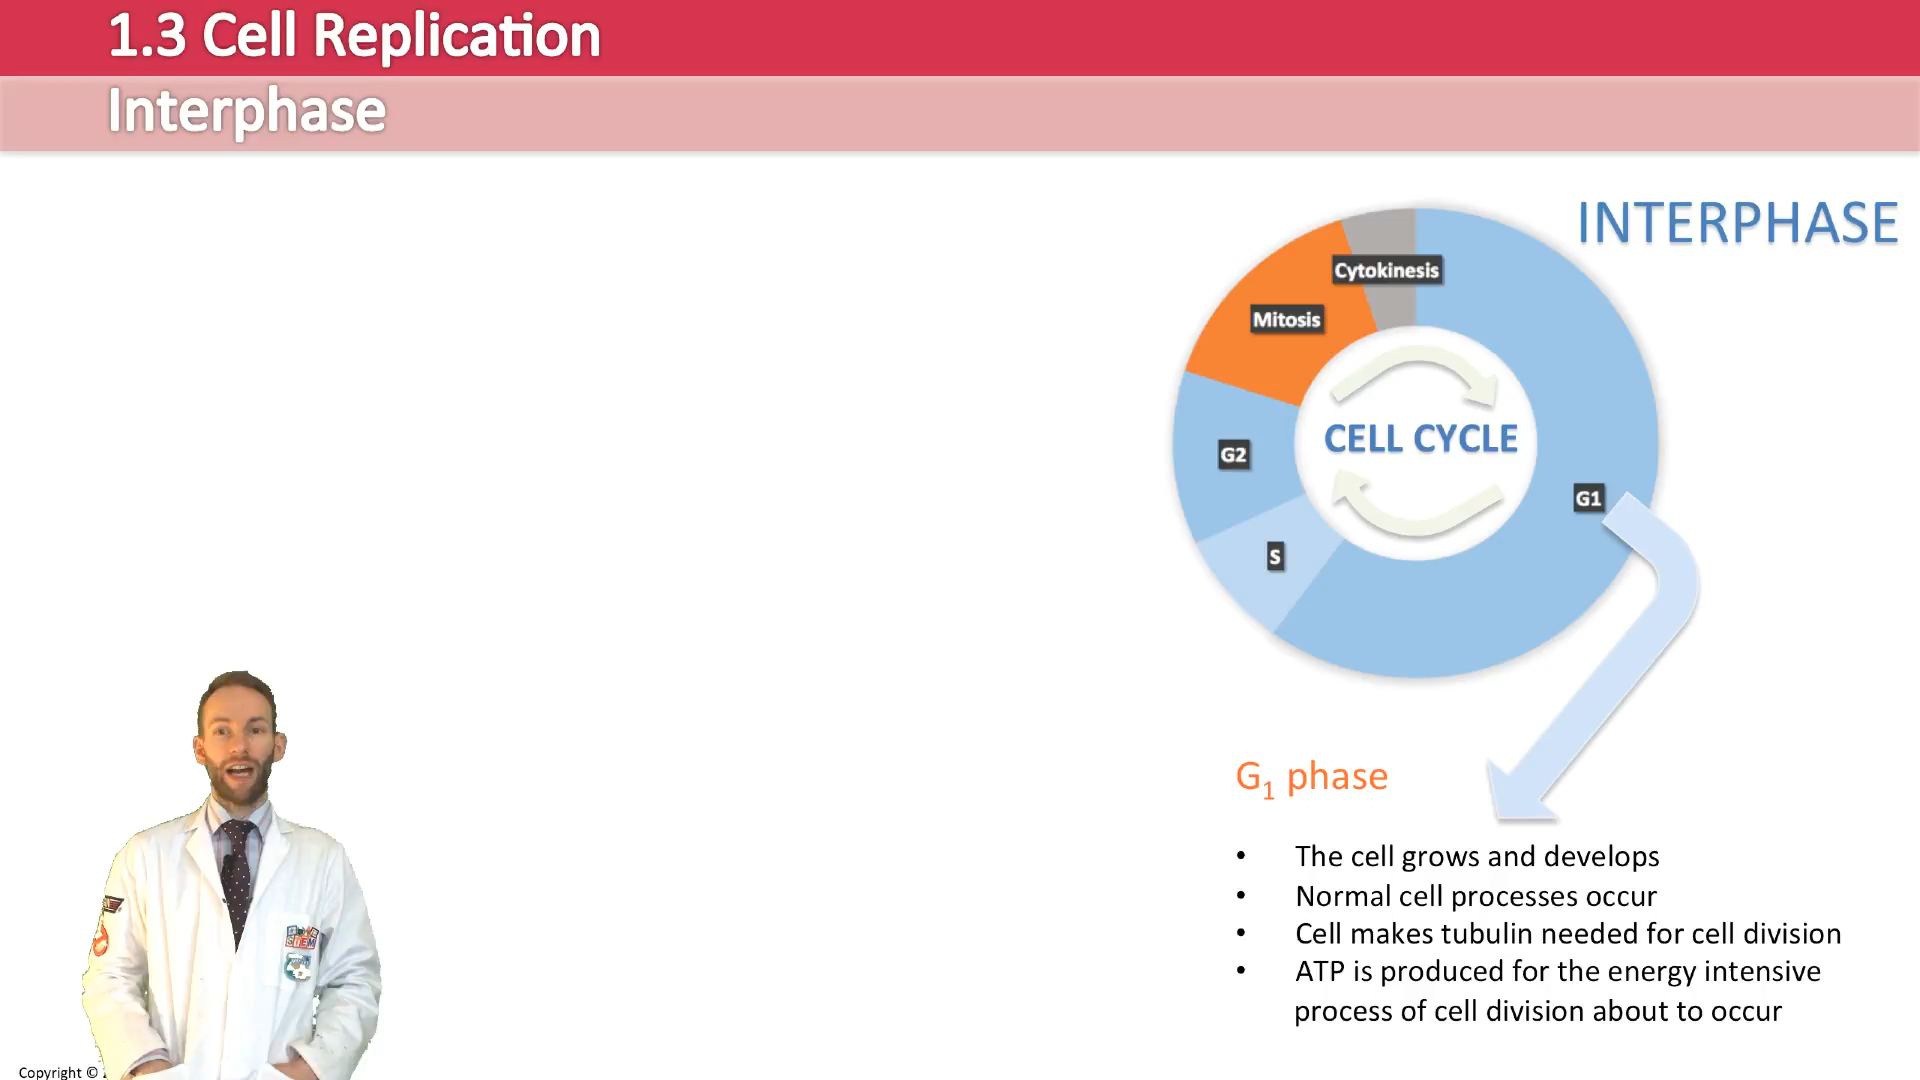 1.3 Cell Replication
Interphase
INTERPHASE
Cytokinesis
Mitosis
CELL CYCLE
G2
G1
S
G1 phase
• The cell grows and develops
• Normal cell processes occur
• Cell makes tubulin needed for cell division
• ATP is produced for the energy intensive
process of cell division about to occur
STEM
Copyright ©